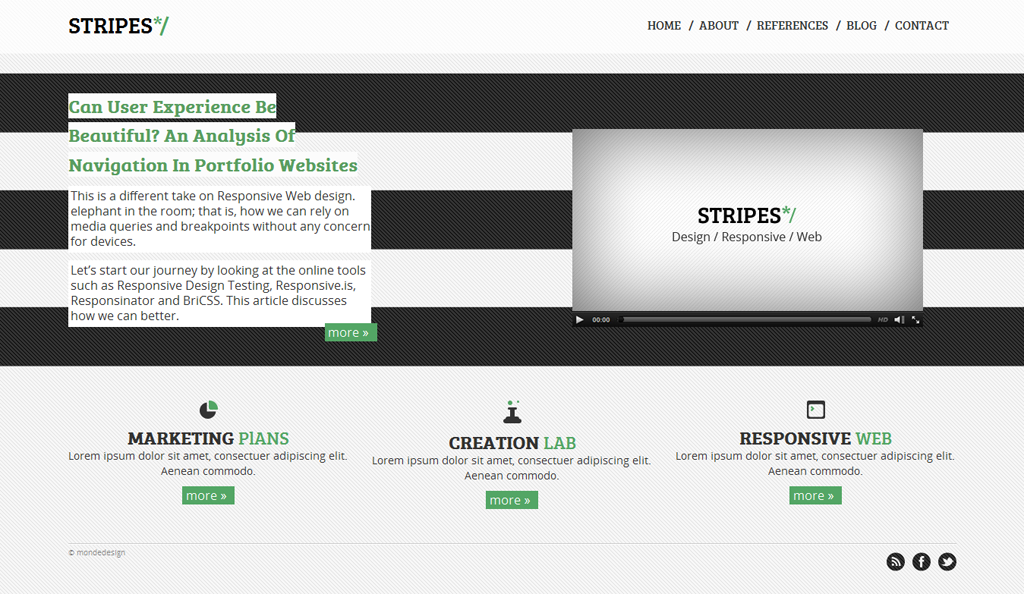 STRIPES*/
HOME / ABOUT / REFERENCES / BLOG / CONTACT
Can User Experience Be
Beautiful? An Analysis Of
Navigation In Portfolio Websites
This is a different take on Responsive Web design.
elephant in the room; that is, how we can rely on
media queries and breakpoints without any concern
for devices.
Let's start our journey by looking at the online tools
such as Responsive Design Testing, Responsive.is,
Responsinator and BriCSS. This article discusses
how we can better.
more »
STRIPES*/
Design / Responsive / Web
00:00
HD
MARKETING PlANS
Lorem ipsum dolor sit amet, consectuer adipiscing elit.
Aenean commodo.
more »
CREATION LAB
Lorem ipsum dolor sit amet, consectuer adipiscing elit.
Aenean commodo.
more »
RESPONSIVE WEB
Lorem ipsum dolor sit amet, consectuer adipiscing elit.
Aenean commodo.
more »
© mondedesign